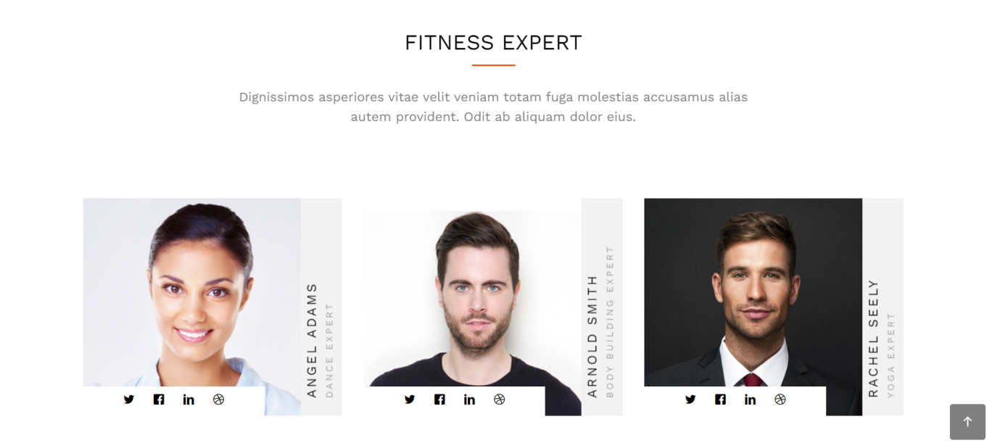 FITNESS EXPERT
Dignissimos asperiores vitae velit veniam totam fuga molestias accusamus alias
autem provident. Odit ab aliquam dolor eius.
ANGEL ADAMS
DANCE EXPERT
ARNOLD SMITH
BODY BUILDING EXPERT
RACHEL SEELY
YOGA EXPERT